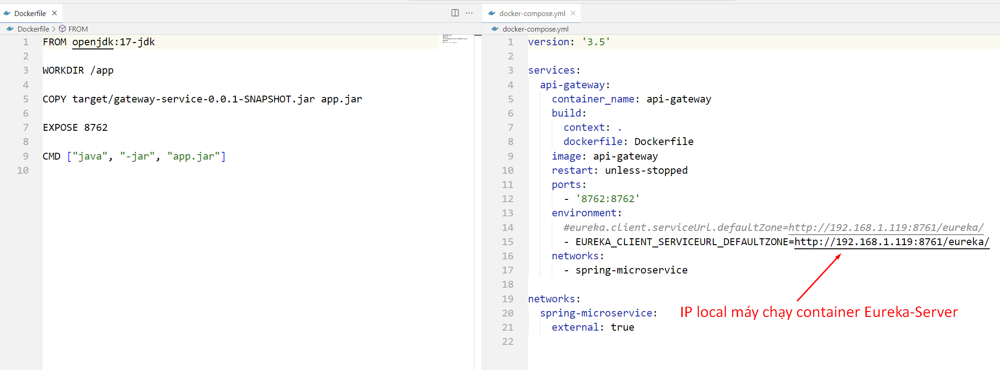 Dockerfile
Dockerfile > FROM
1 FROM openjdk:17-jdk
2
3 WORKDIR /app
4
5 COPY target/gateway-service-0.0.1-SNAPSHOT.jar app.jar
6
7 EXPOSE 8762
8
9 CMD ["java", "-jar", "app.jar"]
10
docker-compose.yml
docker-compose.yml
1 version: '3.5'
2
3 services:
4   api-gateway:
5     container_name: api-gateway
6     build:
7       context: .
8       dockerfile: Dockerfile
9     image: api-gateway
10     restart: unless-stopped
11     ports:
12       - '8762:8762'
13     environment:
14       #eureka.client.serviceUrl.defaultZone=http://192.168.1.119:8761/eureka/
15       - EUREKA_CLIENT_SERVICEURL_DEFAULTZONE=http://192.168.1.119:8761/eureka/
16     networks:
17       - spring-microservice
18
19 networks:
20   spring-microservice:
21     external: true
22
IP local máy chạy container Eureka-Server